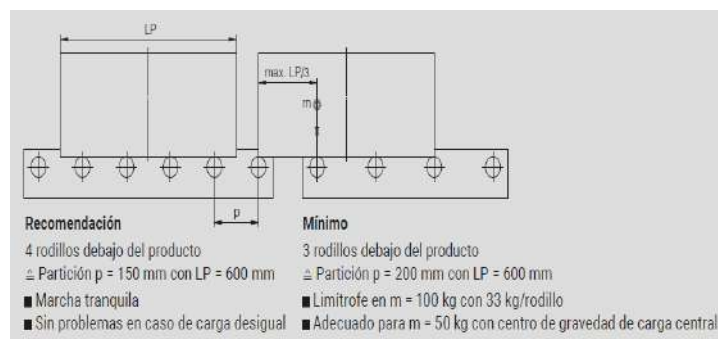 LP
max. LP/3
m
p
Recomendación
4 rodillos debajo del producto
≙ Partición p = 150 mm con LP = 600 mm
■ Marcha tranquila
■ Sin problemas en caso de carga desigual
Mínimo
3 rodillos debajo del producto
≙ Partición p = 200 mm con LP = 600 mm
■ Limítrofe en m = 100 kg con 33 kg/rodillo
■ Adecuado para m = 50 kg con centro de gravedad de carga central